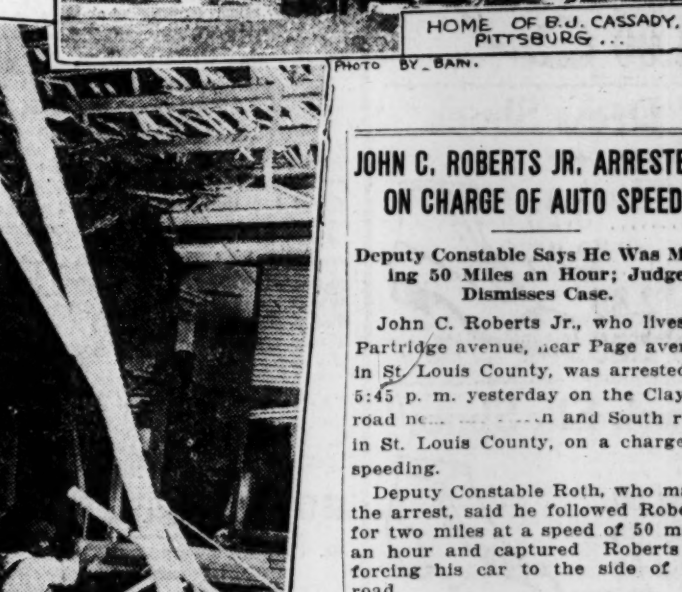 HOME OF B.J. CASSADY,
PITTSBURG ...
PHOTO BY_BAIN.
JOHN C. ROBERTS JR. ARRESTE
ON CHARGE OF AUTO SPEED
Deputy Constable Says He Was M
ing 50 Miles an Hour; Judge
Dismisses Case.
John C. Roberts Jr., who lives
Partridge avenue, near Page aven
in St. Louis County, was arrested
5:45 p. m. yesterday on the Clay
road and South r
in St. Louis County, on a charge
speeding.
Deputy Constable Roth, who ma
the arrest, said he followed Robe
for two miles at a speed of 50 m
an hour and captured Roberts
forcing his car to the side of
road.